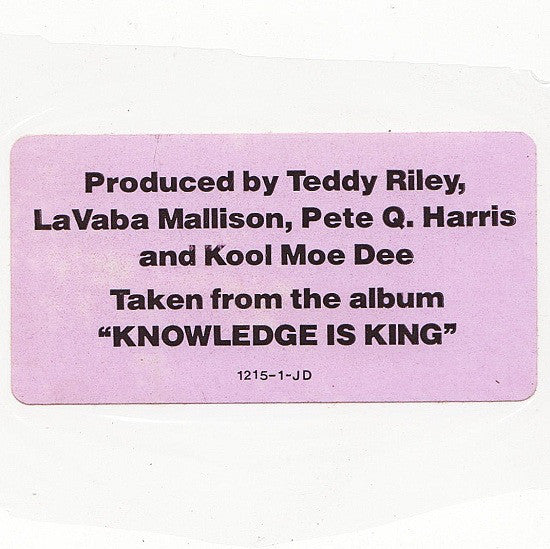 Produced by Teddy Riley,
LaVaba Mallison, Pete Q. Harris
and Kool Moe Dee
Taken from the album
“KNOWLEDGE IS KING”
1215-1-JD